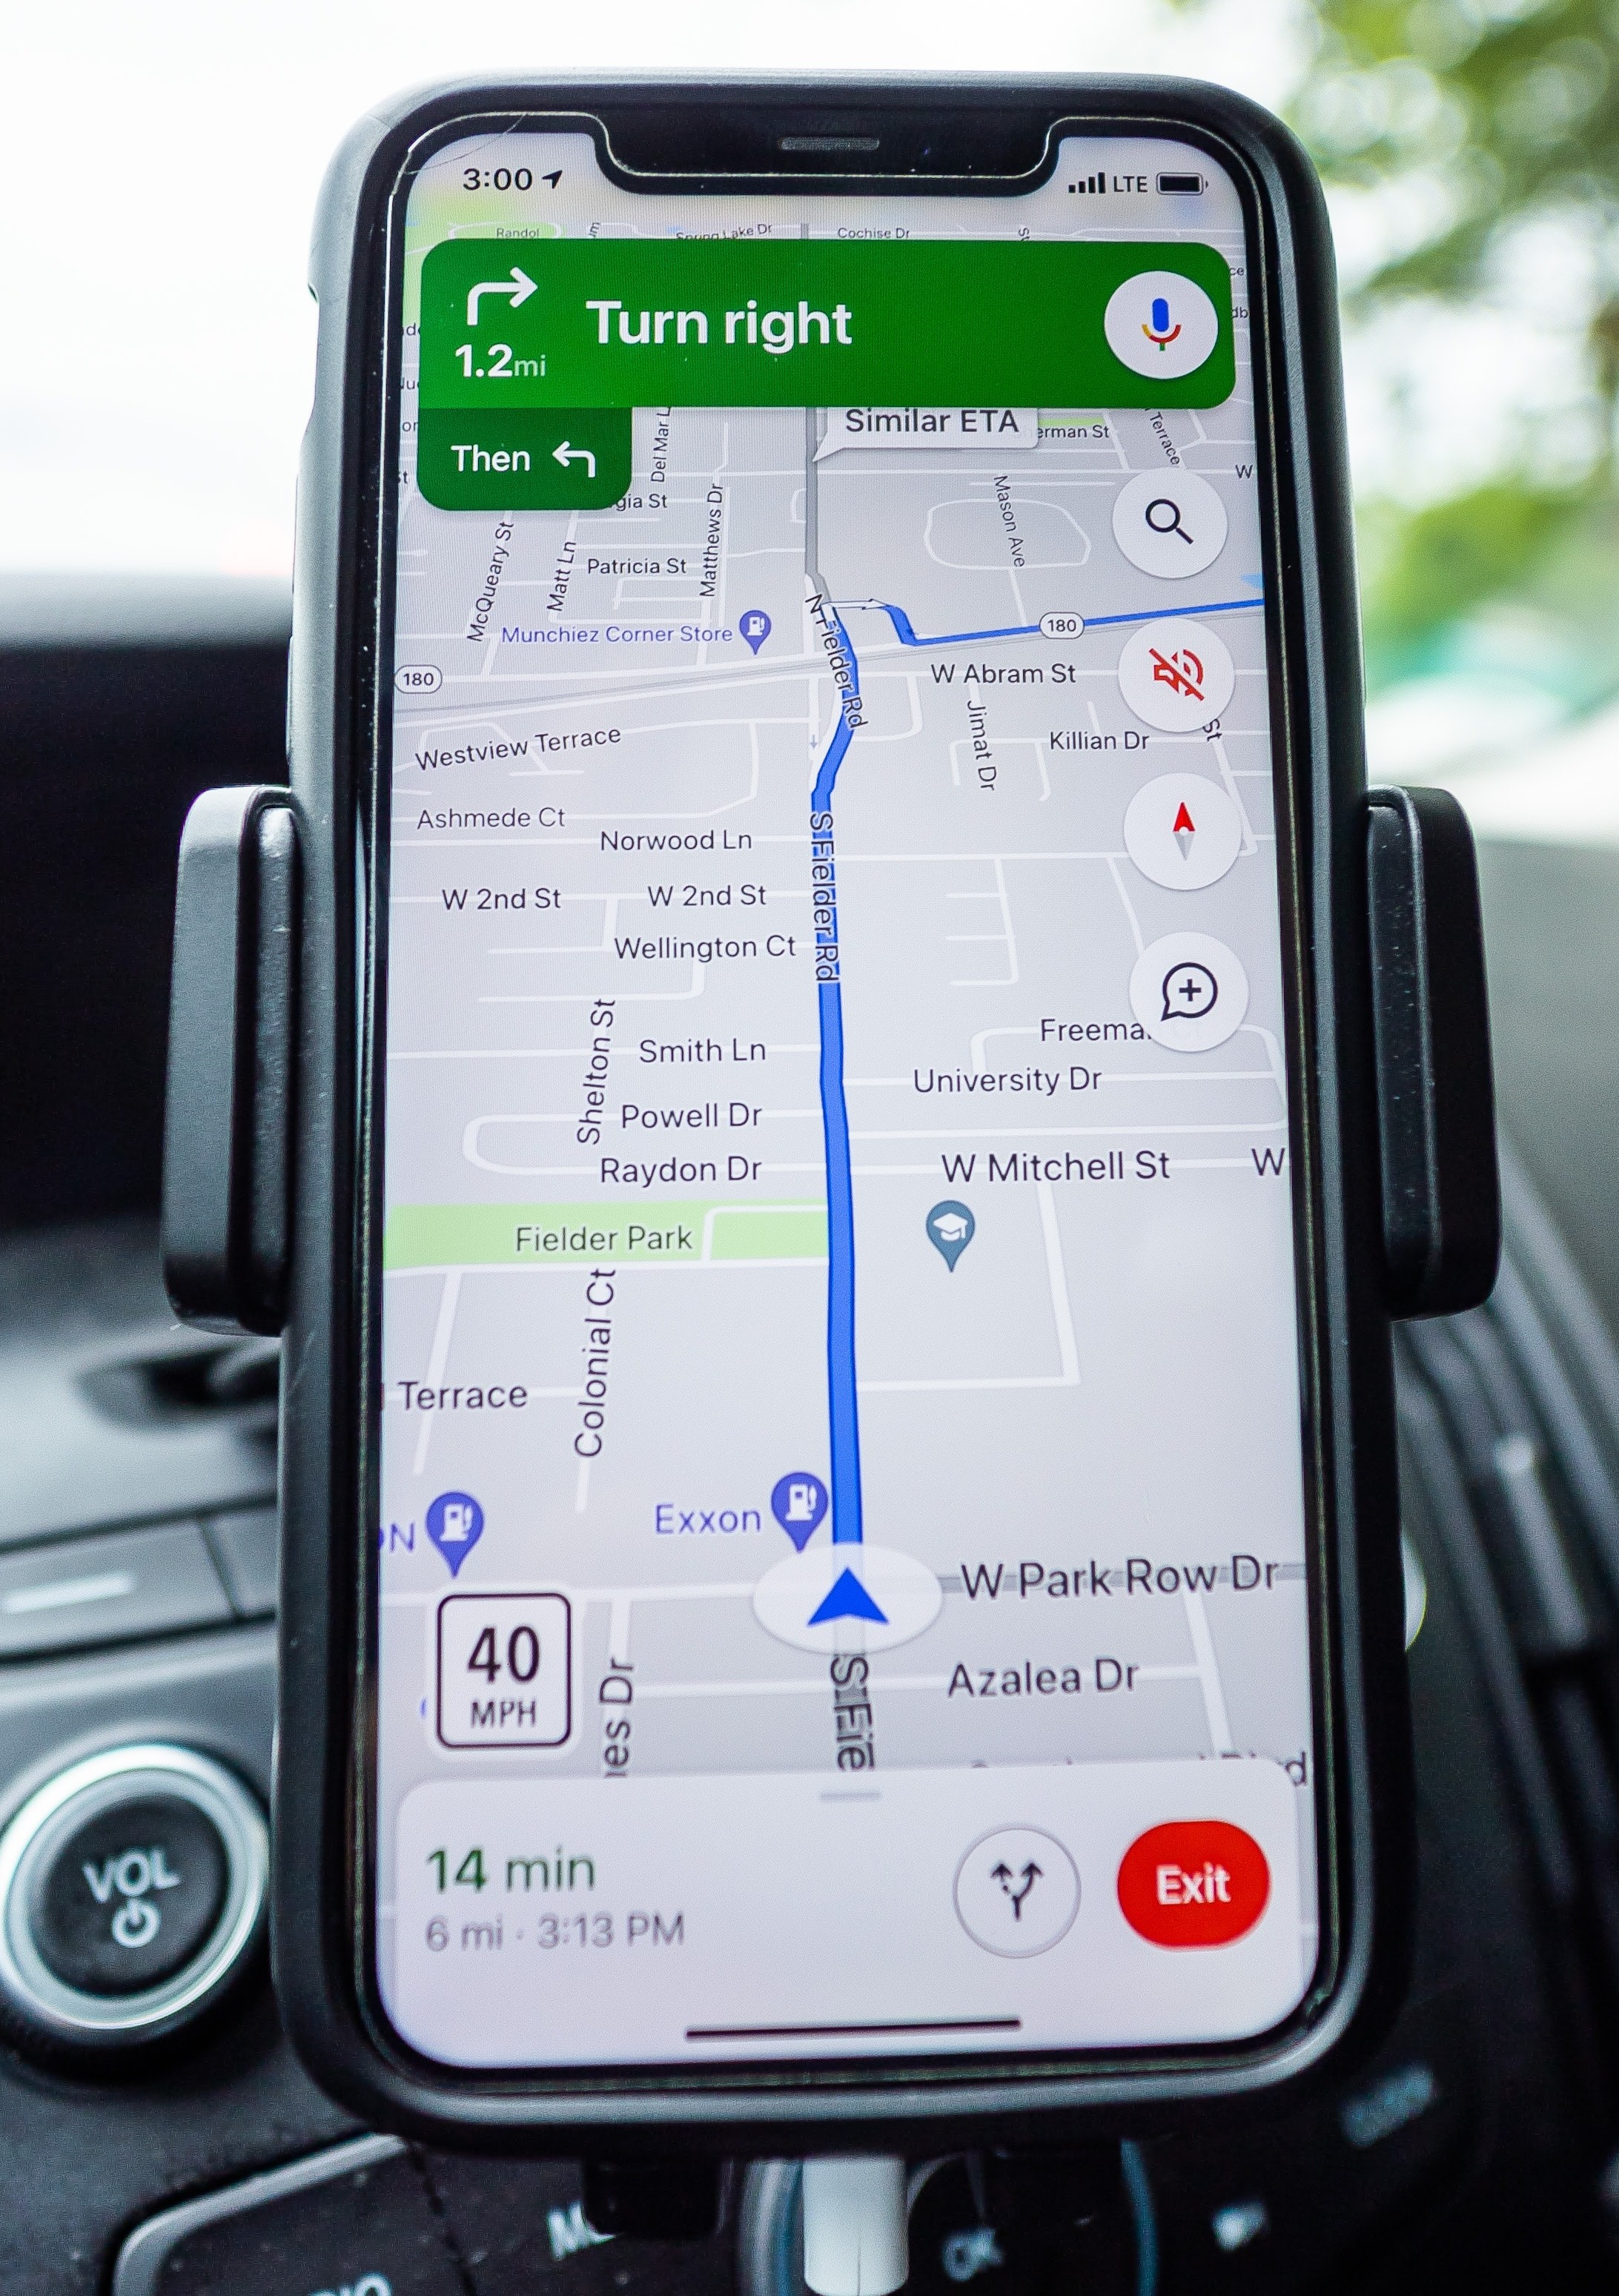 3:00
LTE
Randol
Spring Lake Dr
Cochise Dr
Turn right
1.2 mi
Then
Similar ETA
erman St
Terrace
W
Del Mar L
gia St
McQueary St
Matt Ln
Patricia St
Matthews Dr
Mason Ave
Munchiez Corner Store
N Fielder Rd
180
180
W Abram St
Westview Terrace
Jimat Dr
Killian Dr
St
Ashmede Ct
Norwood Ln
S Fielder Rd
W 2nd St
W 2nd St
Wellington Ct
Shelton St
Smith Ln
Freema
University Dr
Powell Dr
Raydon Dr
W Mitchell St
W
Fielder Park
Colonial Ct
Terrace
N
Exxon
W Park Row Dr
40
MPH
es Dr
S Fie
Azalea Dr
14 min
6 mi · 3:13 PM
Exit
VOL
OK